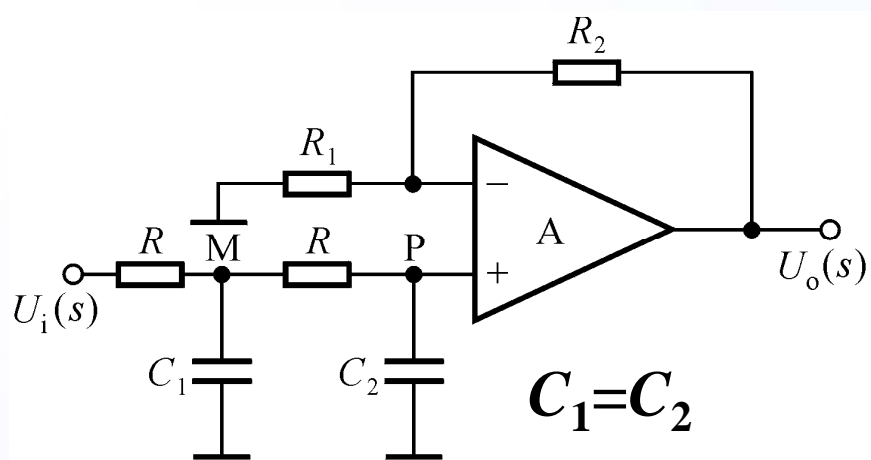 R₂
R₁
−
A
R
M
R
P
+
Uᵢ(s)
Uₒ(s)
C₁
C₂
C₁=C₂